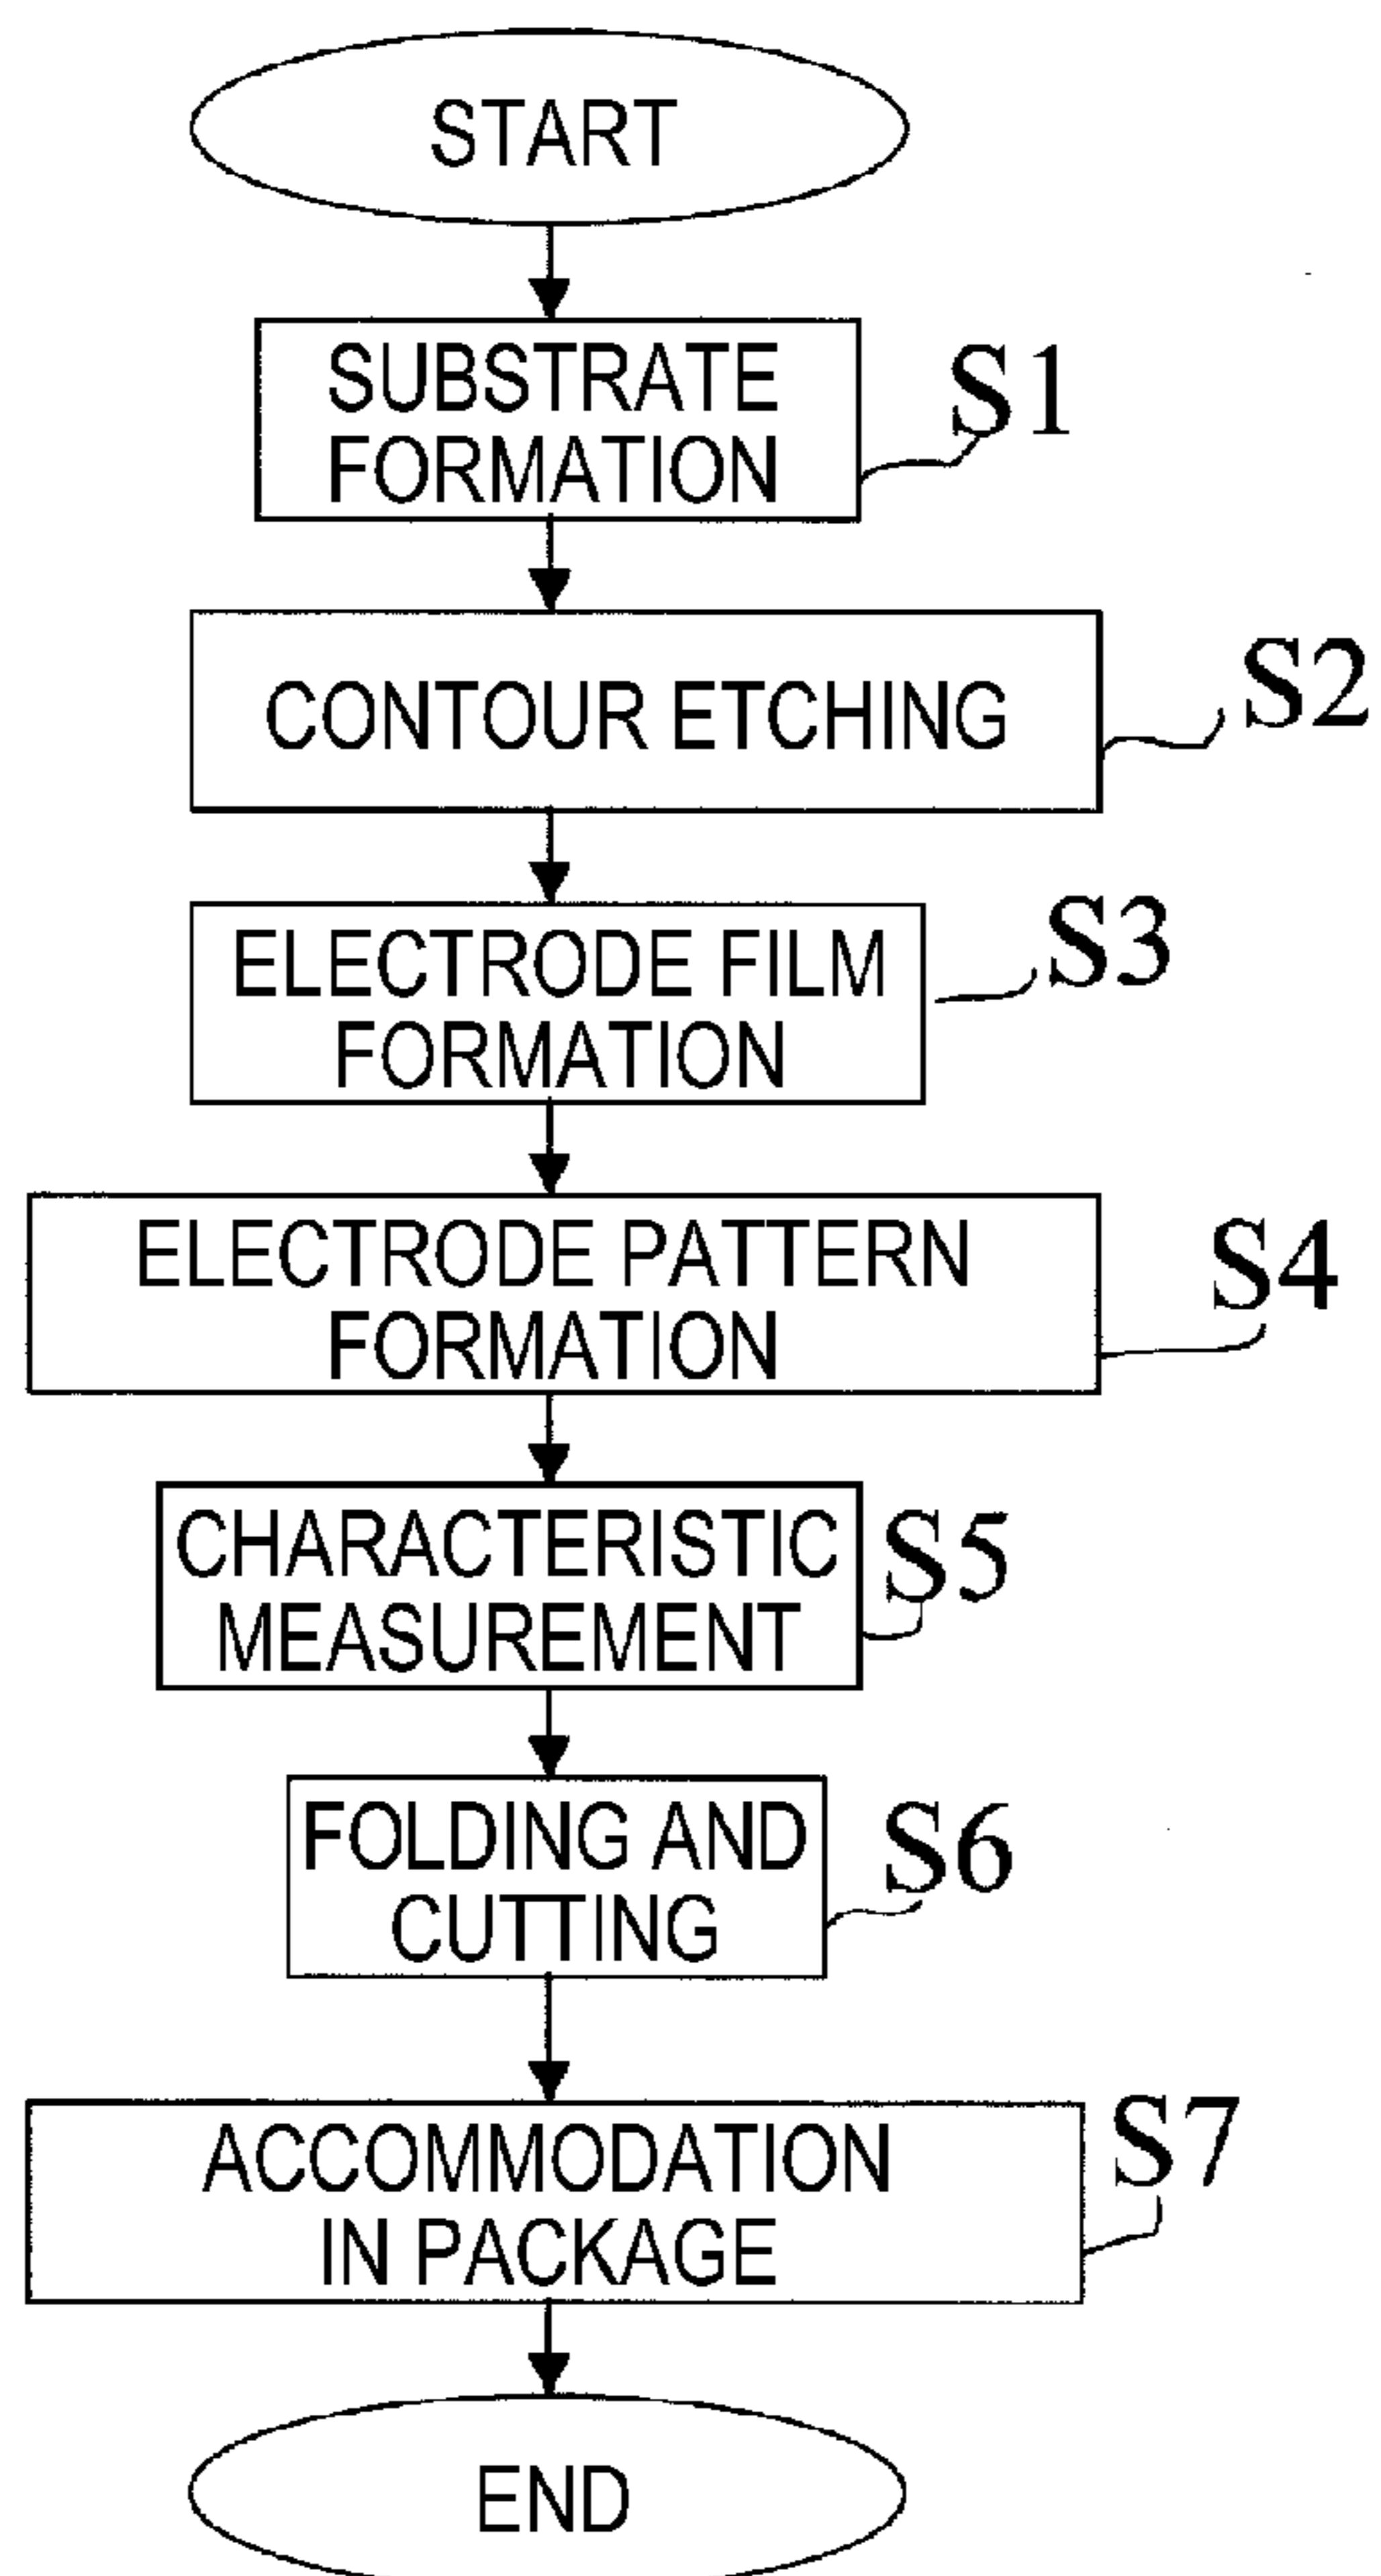 START
SUBSTRATE
FORMATION
S1
CONTOUR ETCHING
S2
ELECTRODE FILM
FORMATION
S3
ELECTRODE PATTERN
FORMATION
S4
CHARACTERISTIC
MEASUREMENT
S5
FOLDING AND
CUTTING
S6
ACCOMMODATION
IN PACKAGE
S7
END